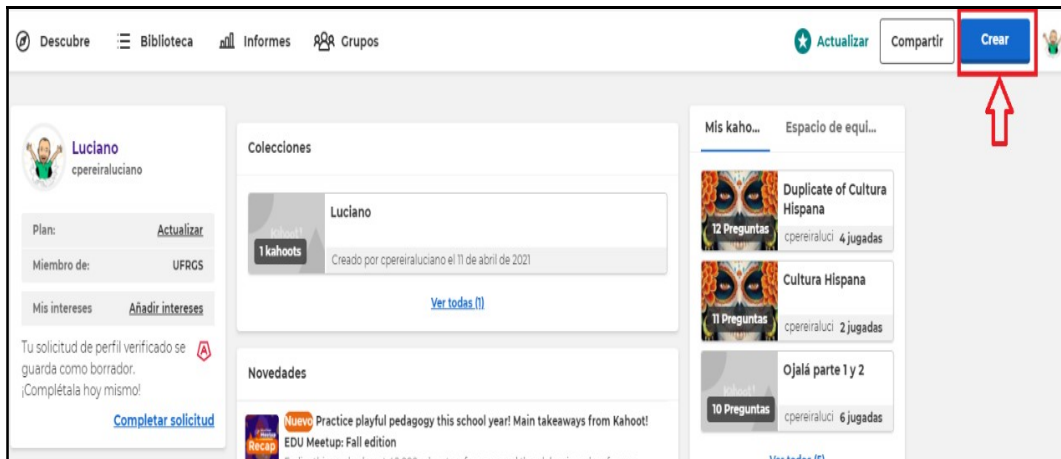 Descubre Biblioteca Informes Grupos Actualizar Compartir Crear
Luciano
cpereiraluciano
Plan: Actualizar
Miembro de: UFRGS
Mis intereses Añadir intereses
Tu solicitud de perfil verificado se
guarda como borrador.
¡Complétala hoy mismo!
Completar solicitud
Colecciones
Luciano
Kahoot!
1 kahoots
Creado por cpereiraluciano el 11 de abril de 2021
Ver todas (1)
Novedades
Recap
Nuevo Practice playful pedagogy this school year! Main takeaways from Kahoot!
EDU Meetup: Fall edition
Mis kaho... Espacio de equi...
Duplicate of Cultura
Hispana
12 Preguntas
cpereiraluci 4 jugadas
Cultura Hispana
11 Preguntas
cpereiraluci 2 jugadas
Ojalá parte 1 y 2
Kahoot!
10 Preguntas
cpereiraluci 6 jugadas